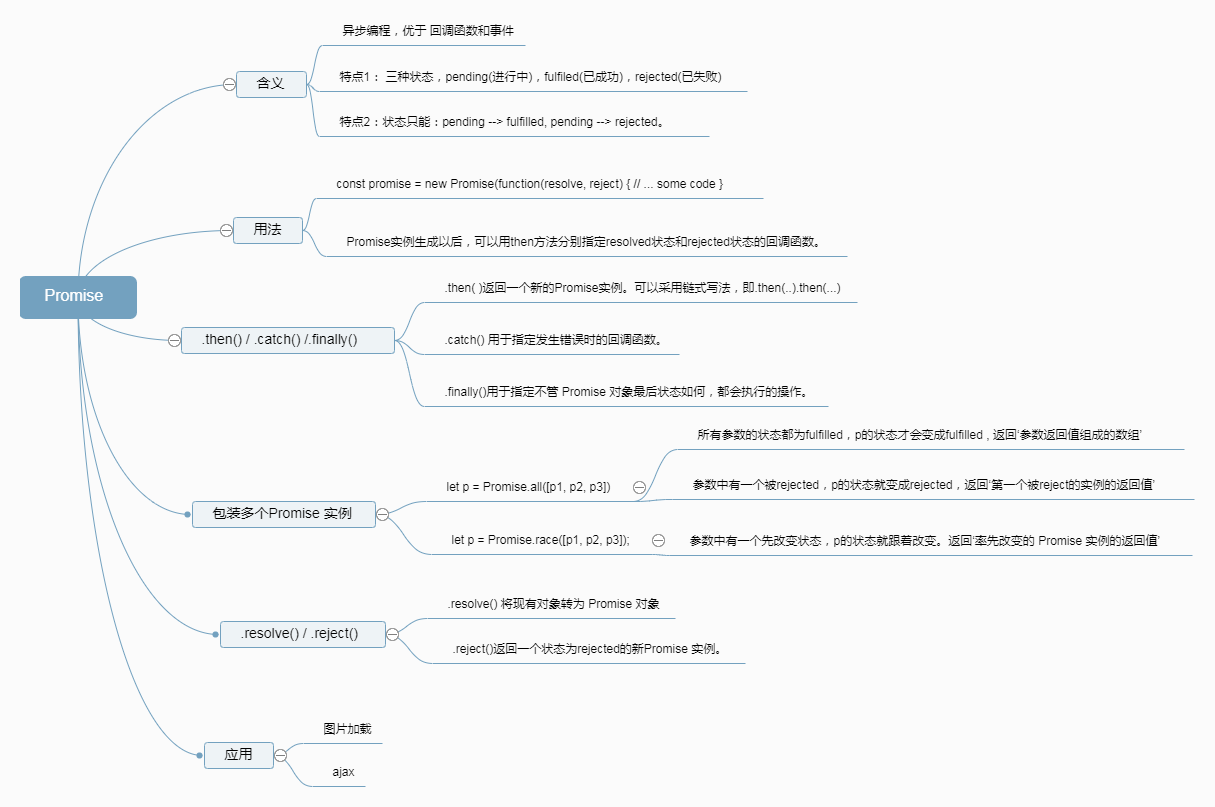 Promise
含义
异步编程，优于 回调函数和事件
特点1： 三种状态，pending(进行中)，fulfiled(已成功)，rejected(已失败)
特点2：状态只能：pending --> fulfilled, pending --> rejected。
用法
const promise = new Promise(function(resolve, reject) { // ... some code }
Promise实例生成以后，可以用then方法分别指定resolved状态和rejected状态的回调函数。
.then() / .catch() /.finally()
.then( )返回一个新的Promise实例。可以采用链式写法，即.then(..).then(...)
.catch() 用于指定发生错误时的回调函数。
.finally()用于指定不管 Promise 对象最后状态如何，都会执行的操作。
包装多个Promise 实例
let p = Promise.all([p1, p2, p3])
所有参数的状态都为fulfilled，p的状态才会变成fulfilled , 返回‘参数返回值组成的数组’
参数中有一个被rejected，p的状态就变成rejected，返回‘第一个被reject的实例的返回值’
let p = Promise.race([p1, p2, p3]);
参数中有一个先改变状态，p的状态就跟着改变。返回‘率先改变的 Promise 实例的返回值’
.resolve() / .reject()
.resolve() 将现有对象转为 Promise 对象
.reject()返回一个状态为rejected的新Promise 实例。
应用
图片加载
ajax